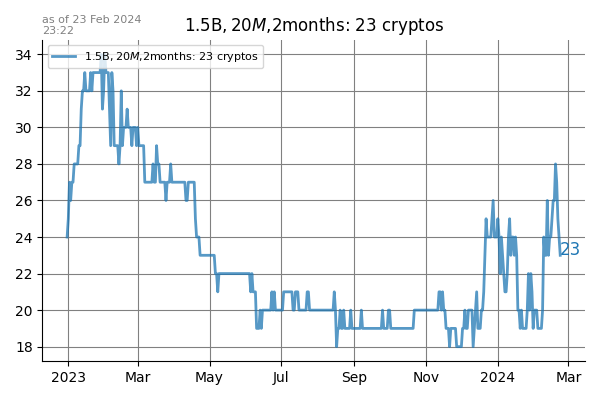 as of 23 Feb 2024
23:22
1.5B, 20M,2months: 23 cryptos
1.5B, 20M,2months: 23 cryptos
34
32
30
28
26
24
23
22
20
18
2023
Mar
May
Jul
Sep
Nov
2024
Mar